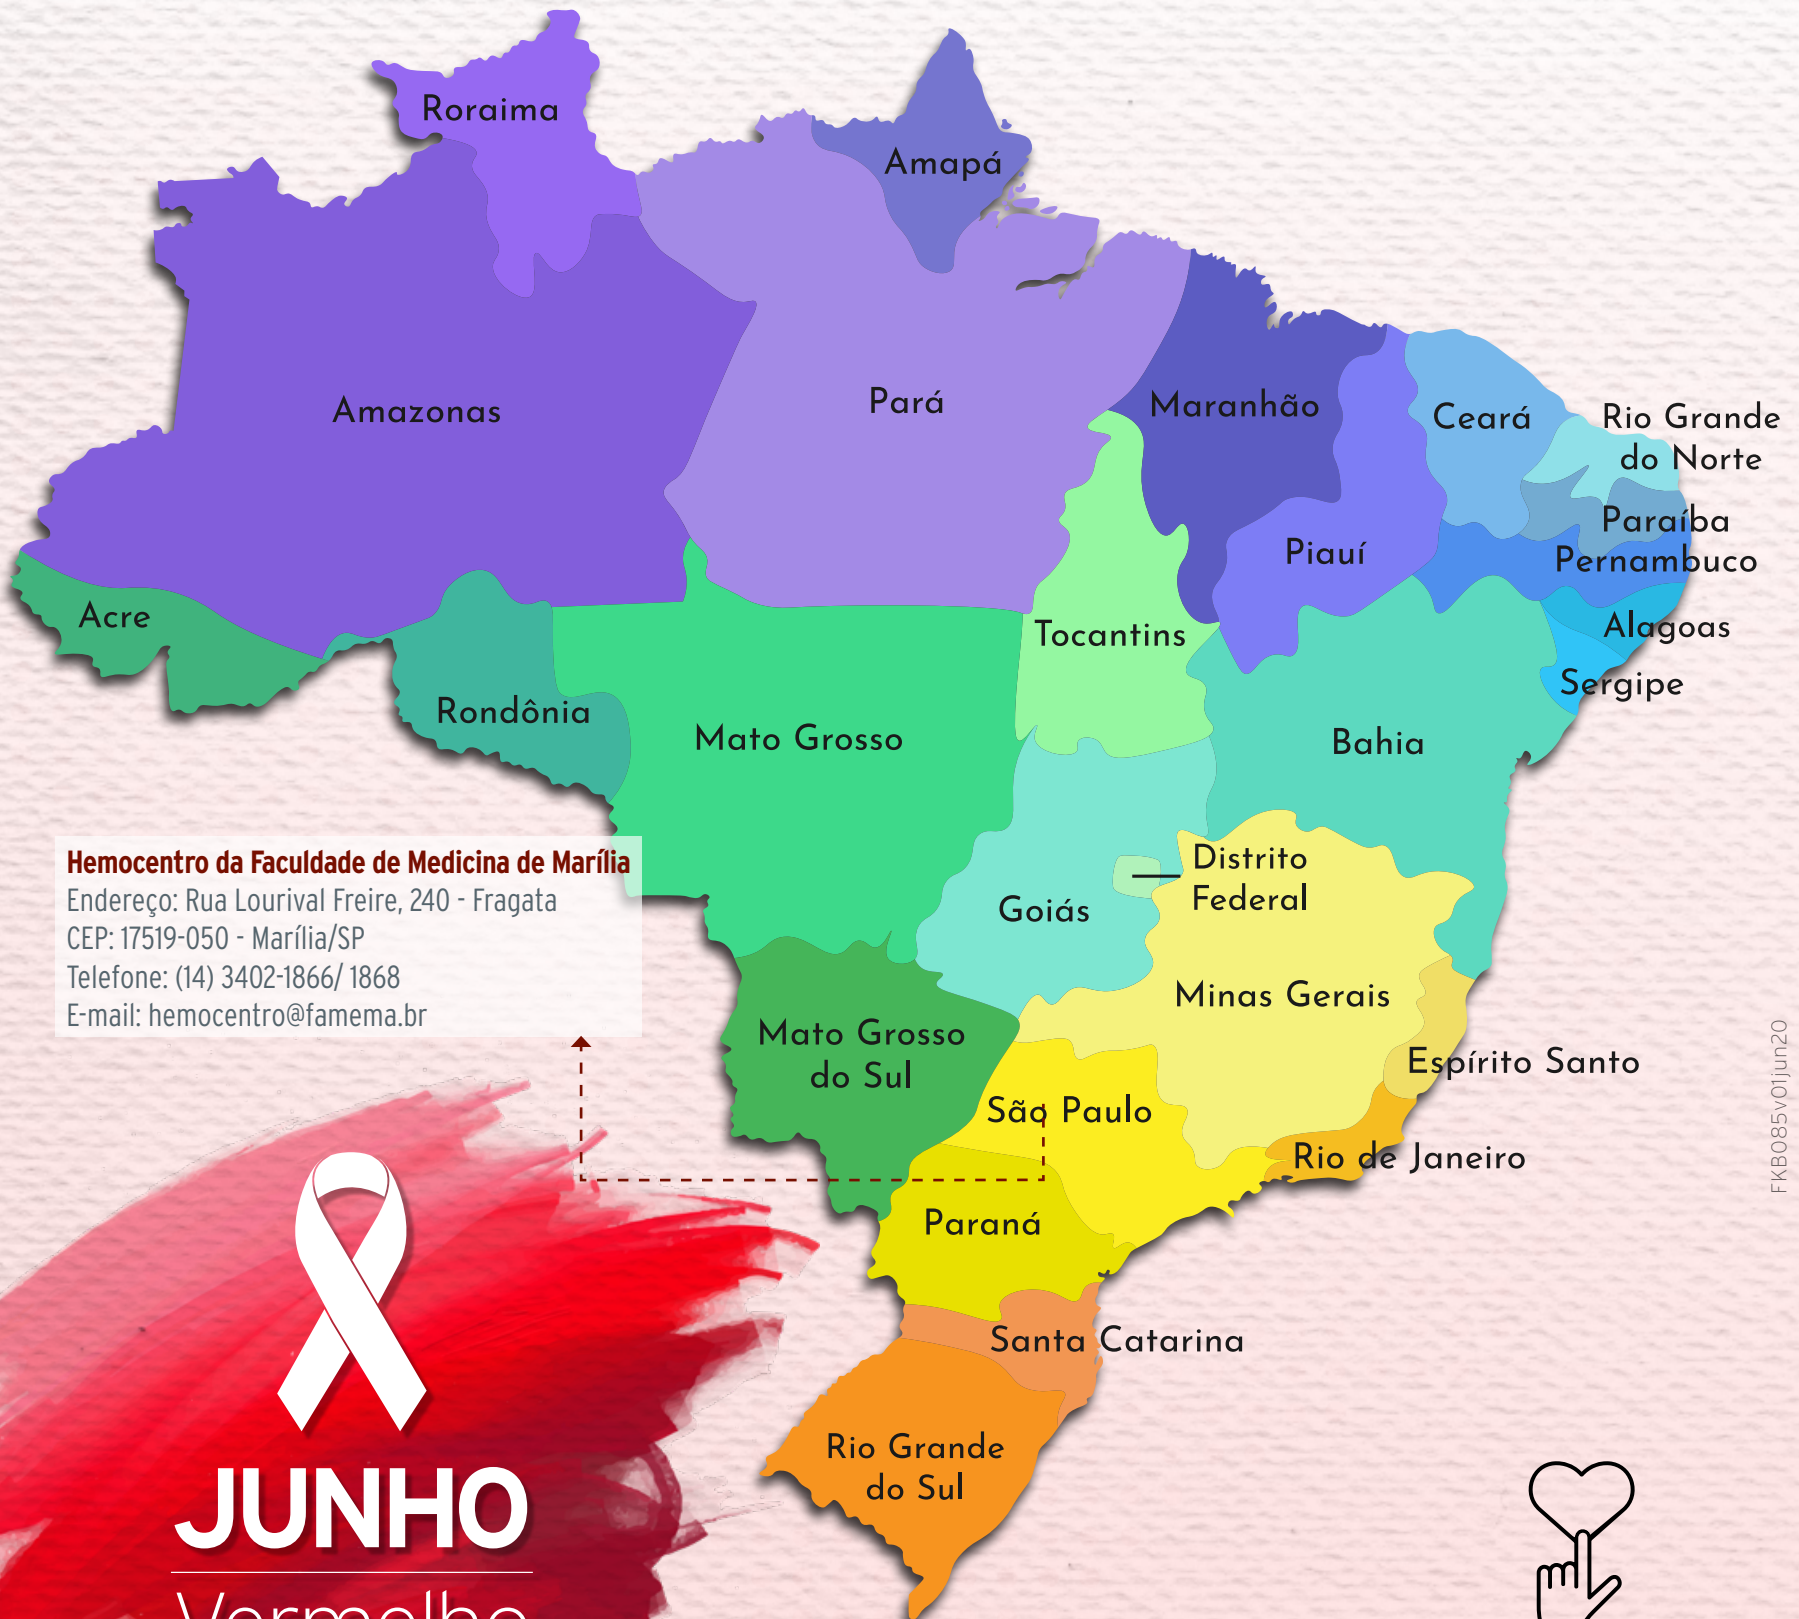 Roraima
Amapá
Amazonas
Pará
Maranhão
Ceará
Rio Grande
do Norte
Paraíba
Piauí
Pernambuco
Acre
Tocantins
Alagoas
Sergipe
Rondônia
Mato Grosso
Bahia
Hemocentro da Faculdade de Medicina de Marília
Endereço: Rua Lourival Freire, 240 - Fragata
CEP: 17519-050 - Marília/SP
Telefone: (14) 3402-1866/ 1868
E-mail: hemocentro@famema.br
Distrito
Federal
Goiás
Minas Gerais
Mato Grosso
do Sul
Espírito Santo
São Paulo
Rio de Janeiro
Paraná
Santa Catarina
Rio Grande
do Sul
FKB085v01jun20
JUNHO
Vermelho